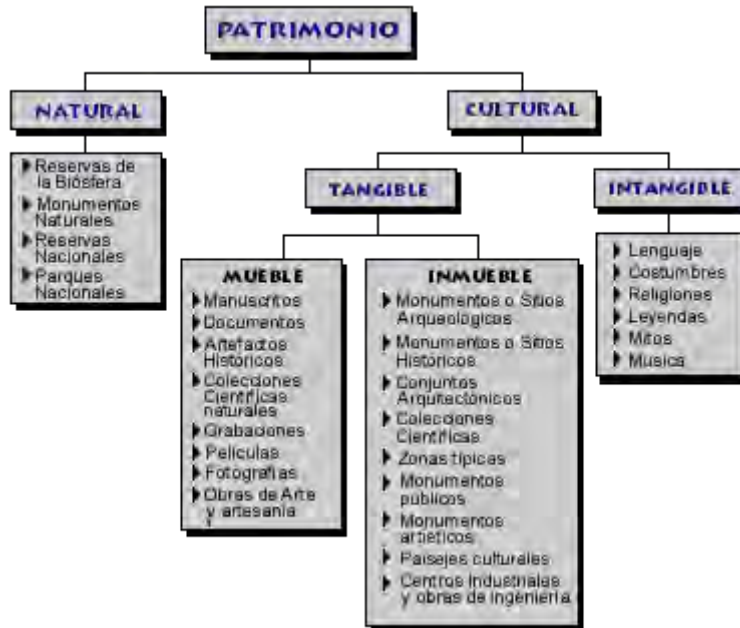 PATRIMONIO
NATURAL
Reservas de
la Biósfera
Monumentos
Naturales
Reservas
Nacionales
Parques
Nacionales
CULTURAL
TANGIBLE
MUEBLE
Manuscritos
Documentos
Artefactos
Históricos
Colecciones
Científicas
naturales
Grabaciones
Películas
Fotografías
Obras de Arte
y artesanía
INMUEBLE
Monumentos o Sitios
Arqueológicos
Monumentos o Sitios
Históricos
Conjuntos
Arquitectónicos
Colecciones
Científicas
Zonas típicas
Monumentos
públicos
Monumentos
artísticos
Paisajes culturales
Centros industriales
y obras de ingeniería
INTANGIBLE
Lenguaje
Costumbres
Religiones
Leyendas
Mitos
Musica